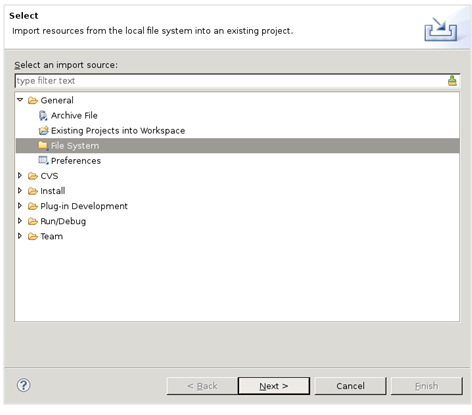 Select
Import resources from the local file system into an existing project.
Select an import source:
type filter text
General
Archive File
Existing Projects into Workspace
File System
Preferences
CVS
Install
Plug-in Development
Run/Debug
Team
?
< Back
Next >
Cancel
Finish